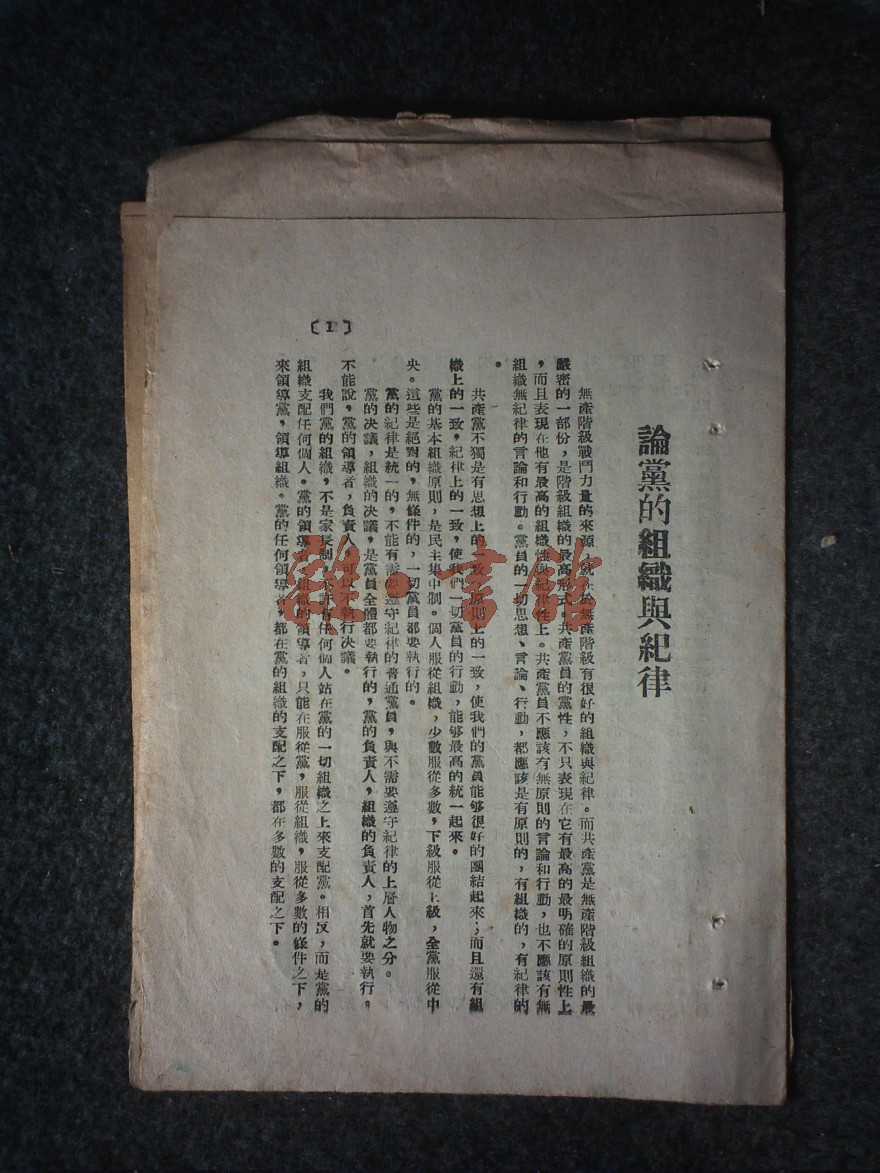 論黨的組織與紀律
無產階級戰鬥力量的來源，就在於無產階級有很好的組織與紀律。而共產黨是無產階級組織的最
嚴密的一部份，是階級組織的最高形式。共產黨員的黨性，不只表現在它有最高的最明確的原則性上
，而且表現在他有最高的組織性與紀律性上。共產黨員不應該有無原則的言論和行動，也不應該有無
組織無紀律的言論和行動。黨員的一切思想、言論、行動，都應該是有原則的，有組織的，有紀律的
。
共產黨不獨是有思想上的一致，原則上的一致，使我們的黨員能够很好的團結起來；而且還有組
織上的一致，紀律上的一致，使我們一切黨員的行動，能够最高的統一起來。
黨的基本組織原則，是民主集中制。個人服從組織，少數服從多數，下級服從上級，全黨服從中
央。這些是絕對的，無條件的，一切黨員都要執行的。
黨的紀律是統一的，不能有需要遵守紀律的普通黨員，與不需要遵守紀律的上層人物之分。
黨的決議，組織的決議，是黨員全體都要執行的，黨的負責人，組織的負責人，首先就要執行。
不能說，黨的領導者，負責人，可以不執行決議。
我們黨的組織，不是家長制，不許有任何個人站在黨的一切組織之上來支配黨。相反，而是黨的
組織支配任何個人。黨的領導者，組織的領導者，只能在服從黨，服從組織，服從多數的條件之下，
來領導黨，領導組織。黨的任何領導者，都在黨的組織的支配之下，都在多數的支配之下。
〔1〕
雜·書館